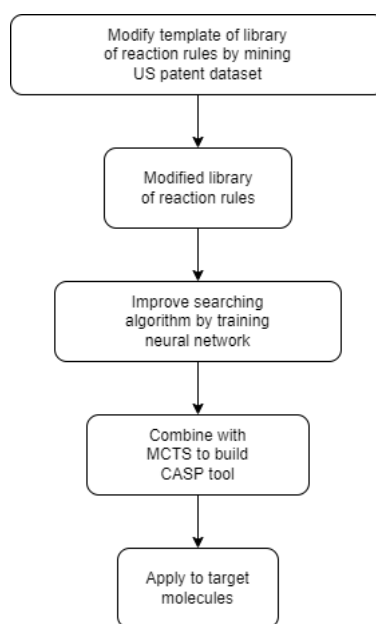 Modify template of library
of reaction rules by mining
US patent dataset
Modified library
of reaction rules
Improve searching
algorithm by training
neural network
Combine with
MCTS to build
CASP tool
Apply to target
molecules